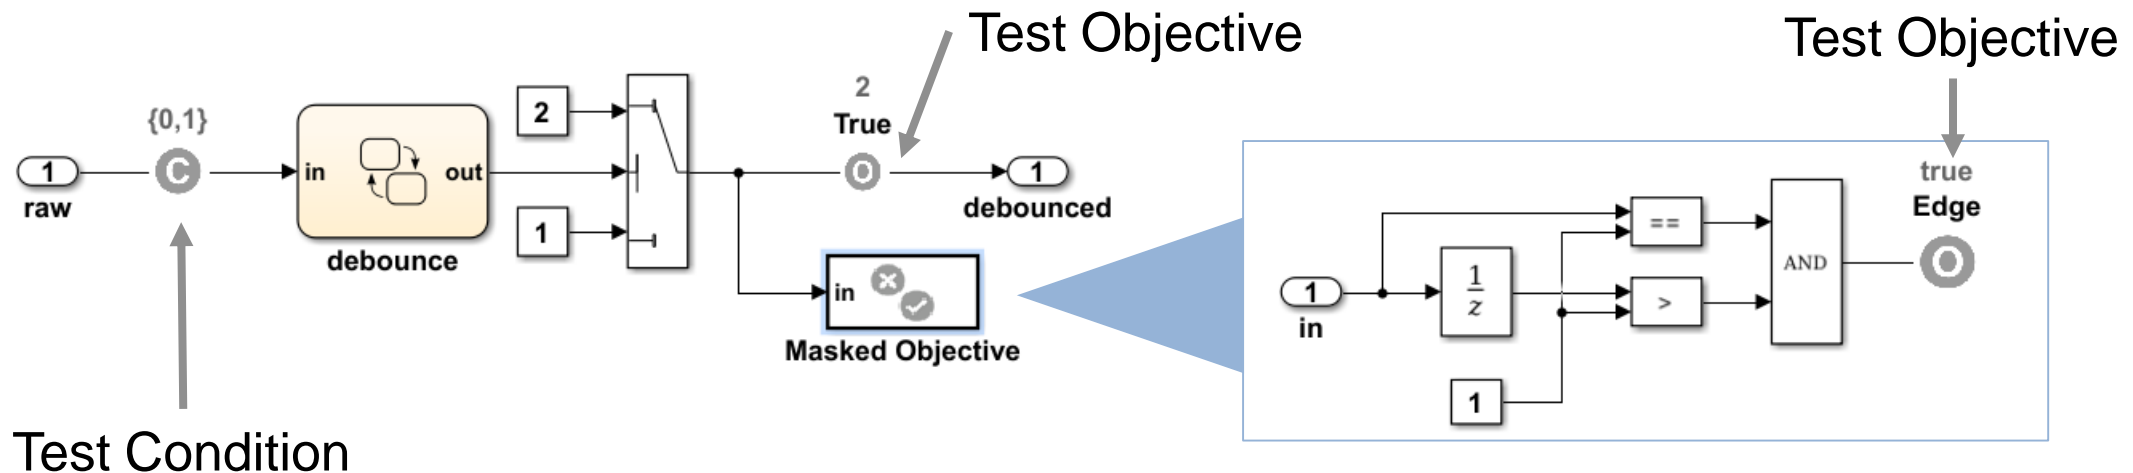 Test Objective
Test Objective
{0,1}
C
1
raw
in
out
debounce
2
1
2
True
O
1
debounced
in
Masked Objective
Test Condition
true
Edge
O
1
in
1
z
==
>
AND
1